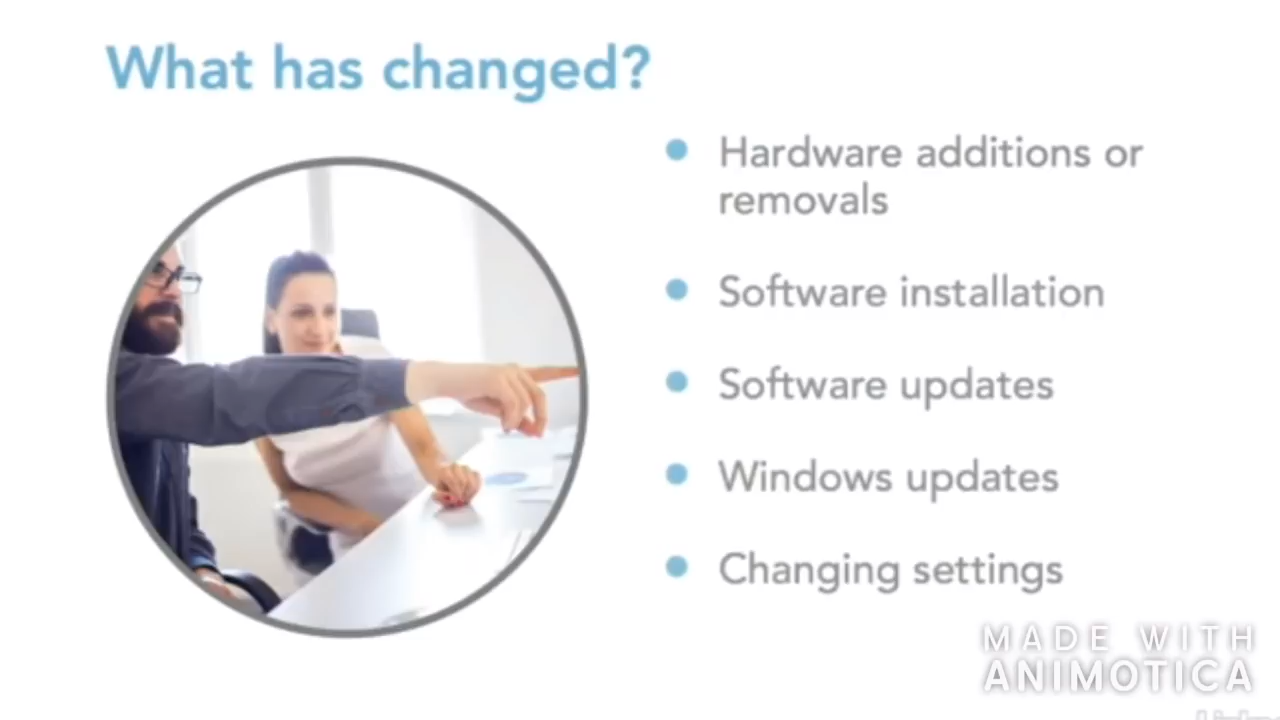 What has changed?
Hardware additions or
removals
Software installation
Software updates
Windows updates
Changing settings
MADE WITH
ANIMOTICA